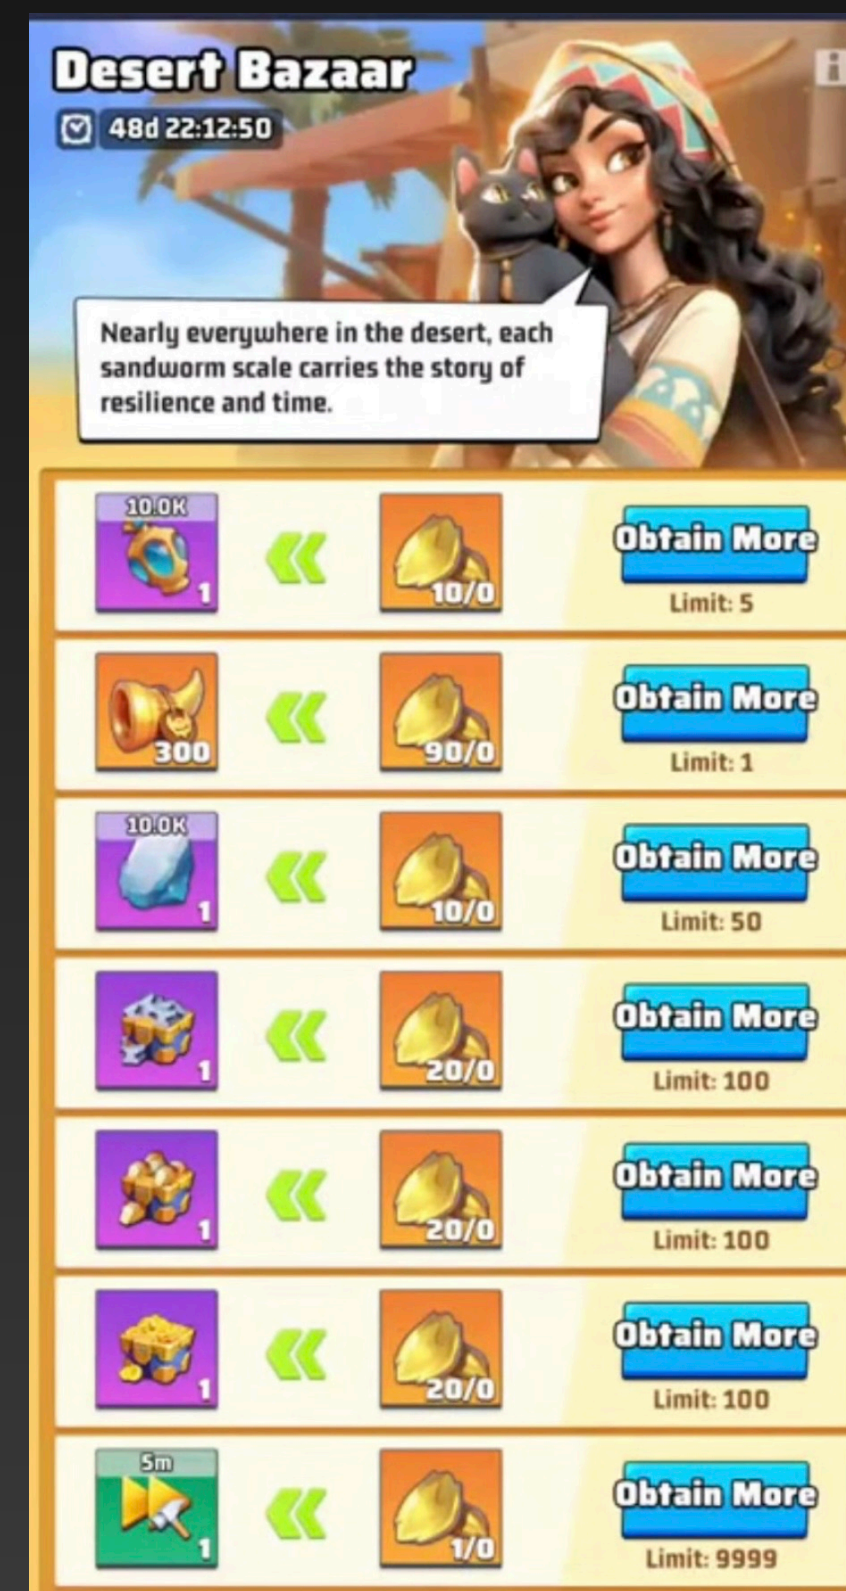 Desert Bazaar
48d 22:12:50
Nearly everywhere in the desert, each
sandworm scale carries the story of
resilience and time.
10.0K
1
10/0
Obtain More
Limit: 5
300
90/0
Obtain More
Limit: 1
10.0K
1
10/0
Obtain More
Limit: 50
1
20/0
Obtain More
Limit: 100
1
20/0
Obtain More
Limit: 100
1
20/0
Obtain More
Limit: 100
5m
1
1/0
Obtain More
Limit: 9999